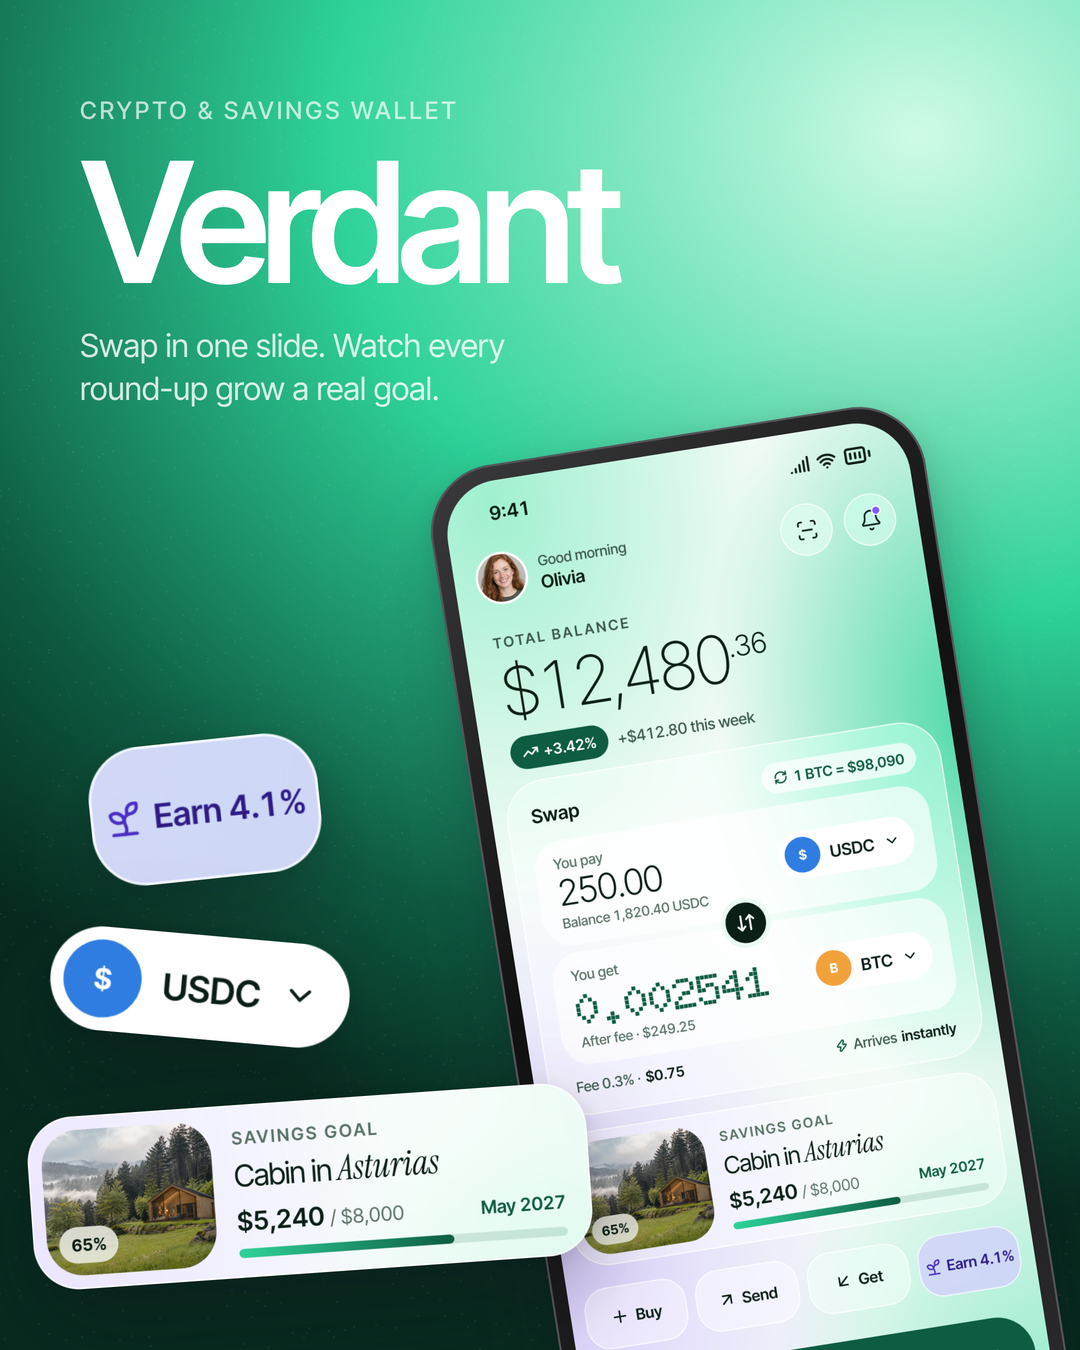 CRYPTO & SAVINGS WALLET
Verdant
Swap in one slide. Watch every
round-up grow a real goal.
9:41
Good morning
Olivia
TOTAL BALANCE
$12,480.36
+3.42% +$412.80 this week
1 BTC = $98,090
Swap
You pay
250.00
$ USDC
Balance 1,820.40 USDC
You get
0.002541
B BTC
After fee · $249.25
Fee 0.3% · $0.75
Arrives instantly
SAVINGS GOAL
Cabin in Asturias
$5,240 / $8,000
May 2027
65%
+ Buy
Send
Get
Earn 4.1%
Earn 4.1%
$ USDC
SAVINGS GOAL
Cabin in Asturias
$5,240 / $8,000
May 2027
65%